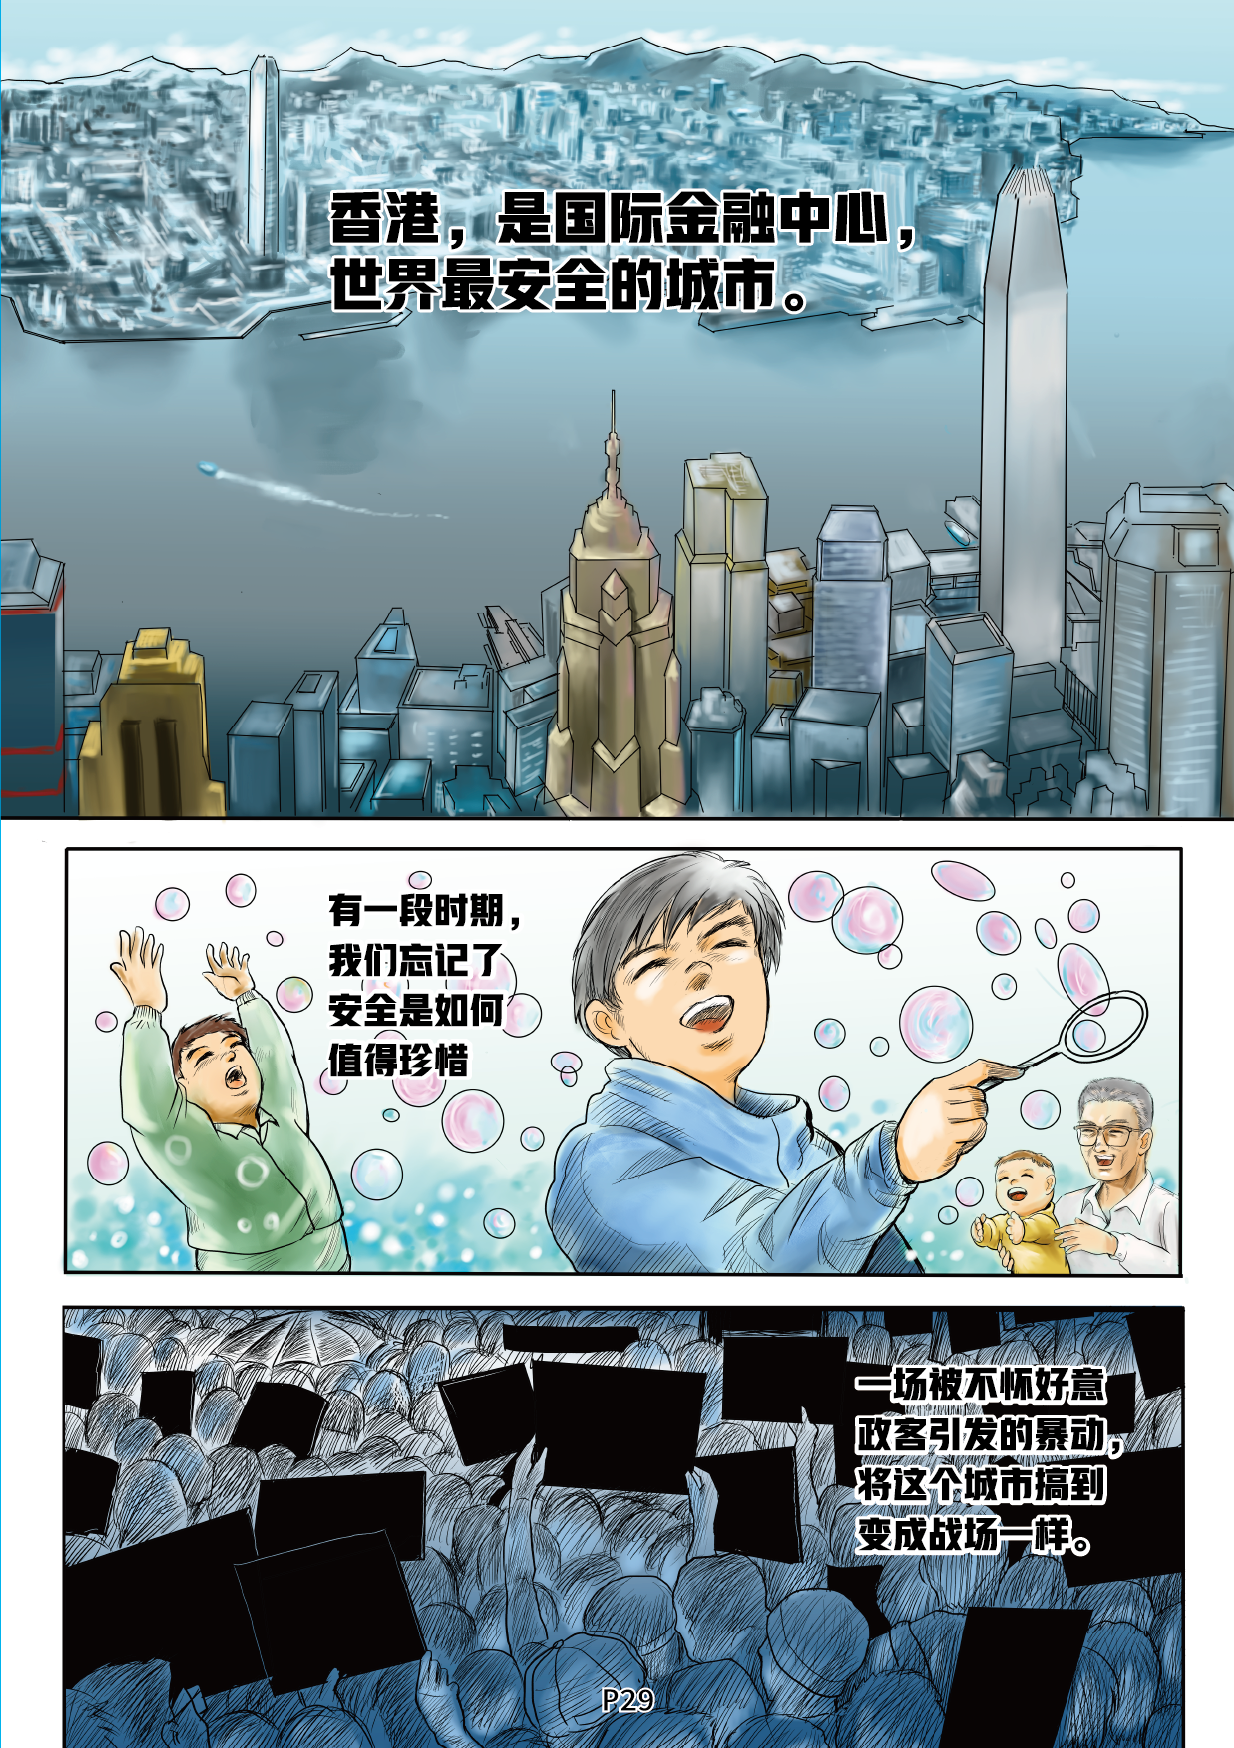 香港，是国际金融中心，
世界最安全的城市。
有一段时期，
我们忘记了
安全是如何
值得珍惜
一场被不怀好意
政客引发的暴动，
将这个城市搞到
变成战场一样。
P29